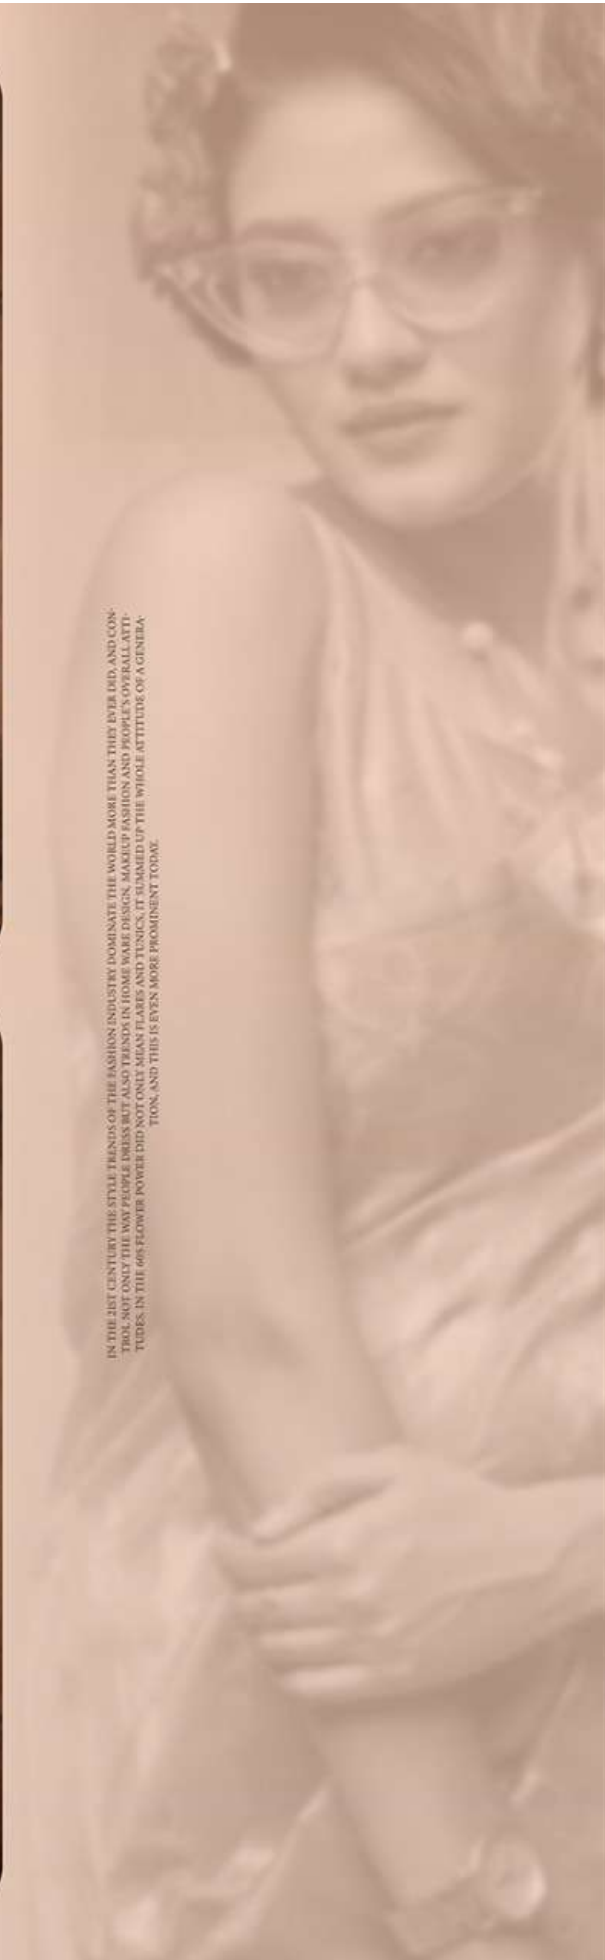 IN THE 21ST CENTURY THE STYLE TRENDS OF THE FASHION INDUSTRY DOMINATE THE WORLD MORE THAN THEY EVER DID, AND CON-
TROL NOT ONLY THE WAY PEOPLE DRESS BUT ALSO TRENDS IN HOME WARE DESIGN, MAKEUP FASHION AND PEOPLE'S OVERALL ATTI-
TUDES. IN THE 60S FLOWER POWER DID NOT ONLY MEAN FLARES AND TUNICS, IT SUMMED UP THE WHOLE ATTITUDE OF A GENERA-
TION, AND THIS IS EVEN MORE PROMINENT TODAY.